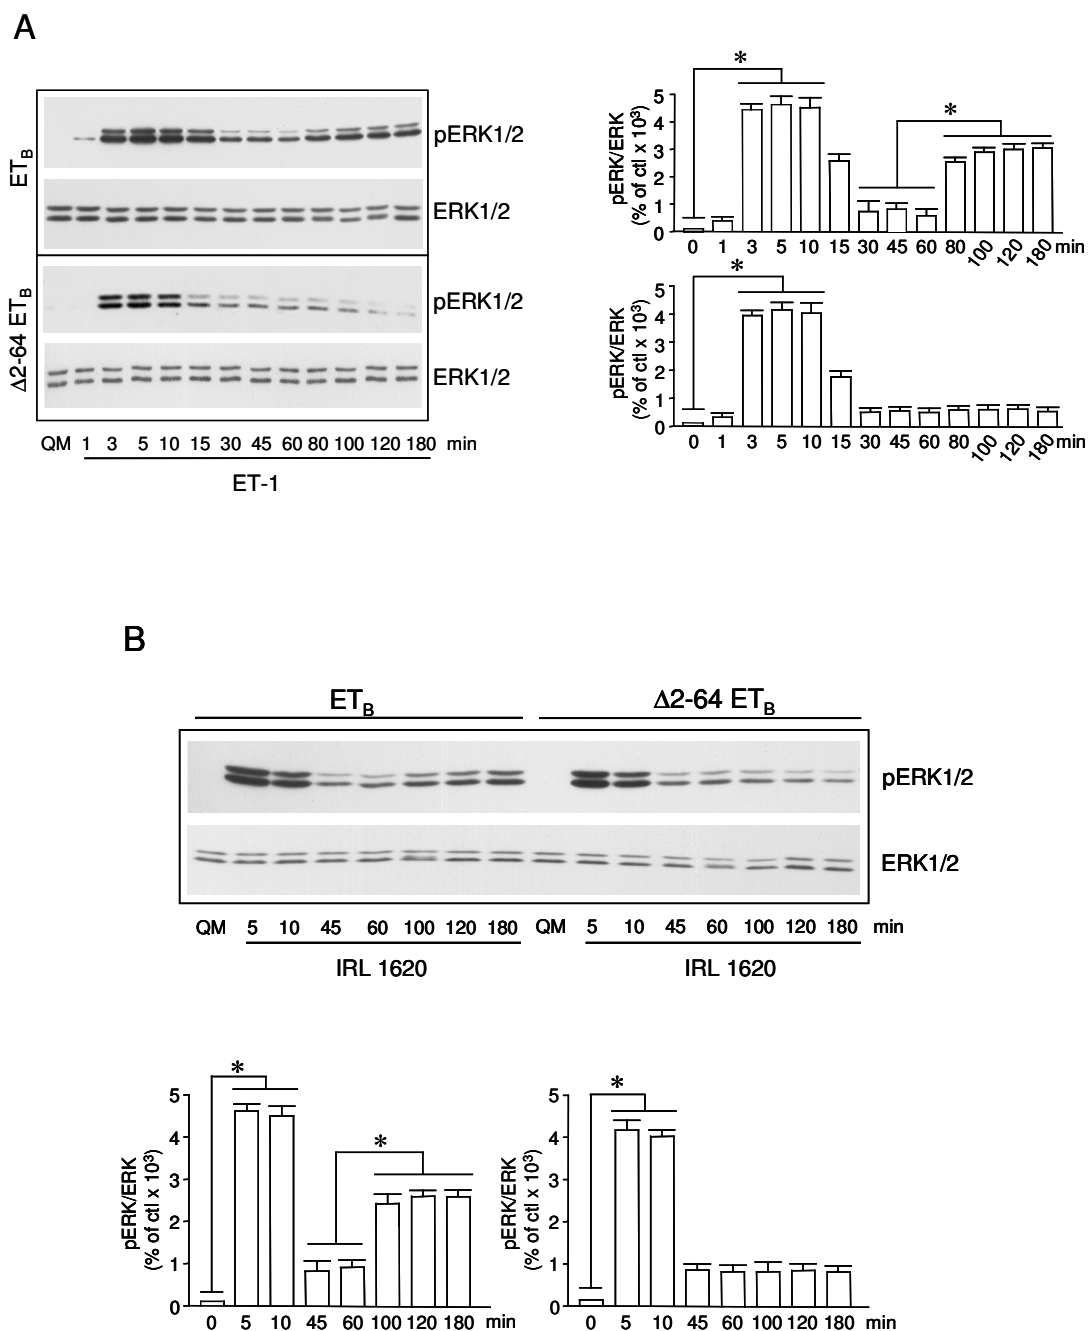 A
ET_B
pERK1/2
ERK1/2
Δ2-64 ET_B
pERK1/2
ERK1/2
QM 1 3 5 10 15 30 45 60 80 100 120 180 min
ET-1
*
*
pERK/ERK
(% of ctl x 10³)
5
4
3
2
1
0
0 1 3 5 10 15 30 45 60 80 100 120 180 min
*
pERK/ERK
(% of ctl x 10³)
5
4
3
2
1
0
0 1 3 5 10 15 30 45 60 80 100 120 180 min
B
ET_B Δ2-64 ET_B
pERK1/2
ERK1/2
QM 5 10 45 60 100 120 180 QM 5 10 45 60 100 120 180 min
IRL 1620 IRL 1620
*
*
pERK/ERK
(% of ctl x 10³)
5
4
3
2
1
0
0 5 10 45 60 100 120 180 min
*
pERK/ERK
(% of ctl x 10³)
5
4
3
2
1
0
0 5 10 45 60 100 120 180 min